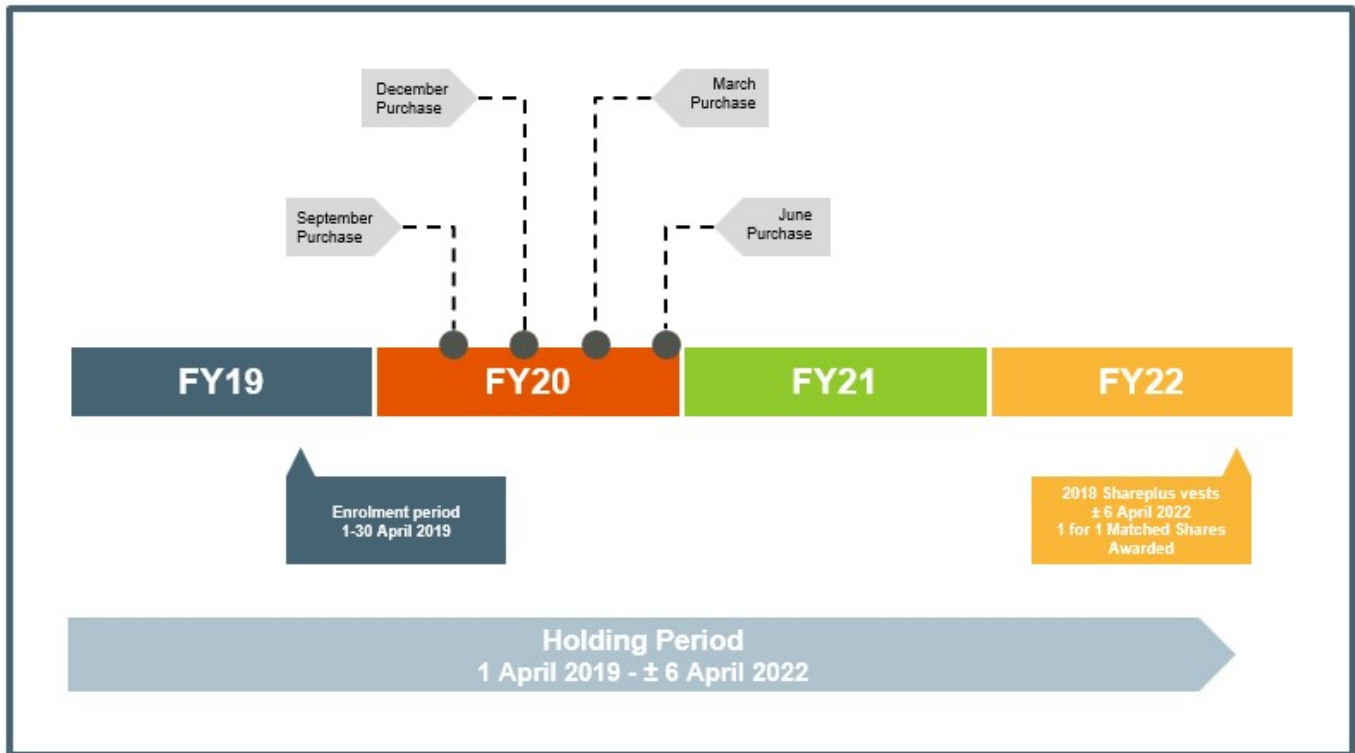 December
Purchase
March
Purchase
September
Purchase
June
Purchase
FY19
FY20
FY21
FY22
Enrolment period
1-30 April 2019
2018 Shareplus vests
± 6 April 2022
1 for 1 Matched Shares
Awarded
Holding Period
1 April 2019 - ± 6 April 2022